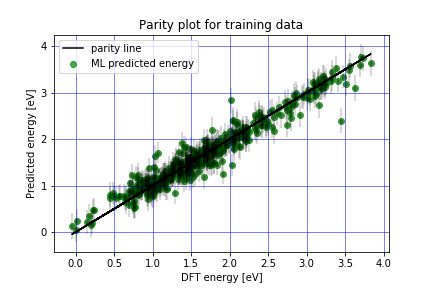 Parity plot for training data
parity line
ML predicted energy
Predicted energy [eV]
4
3
2
1
0
0.0 0.5 1.0 1.5 2.0 2.5 3.0 3.5 4.0
DFT energy [eV]